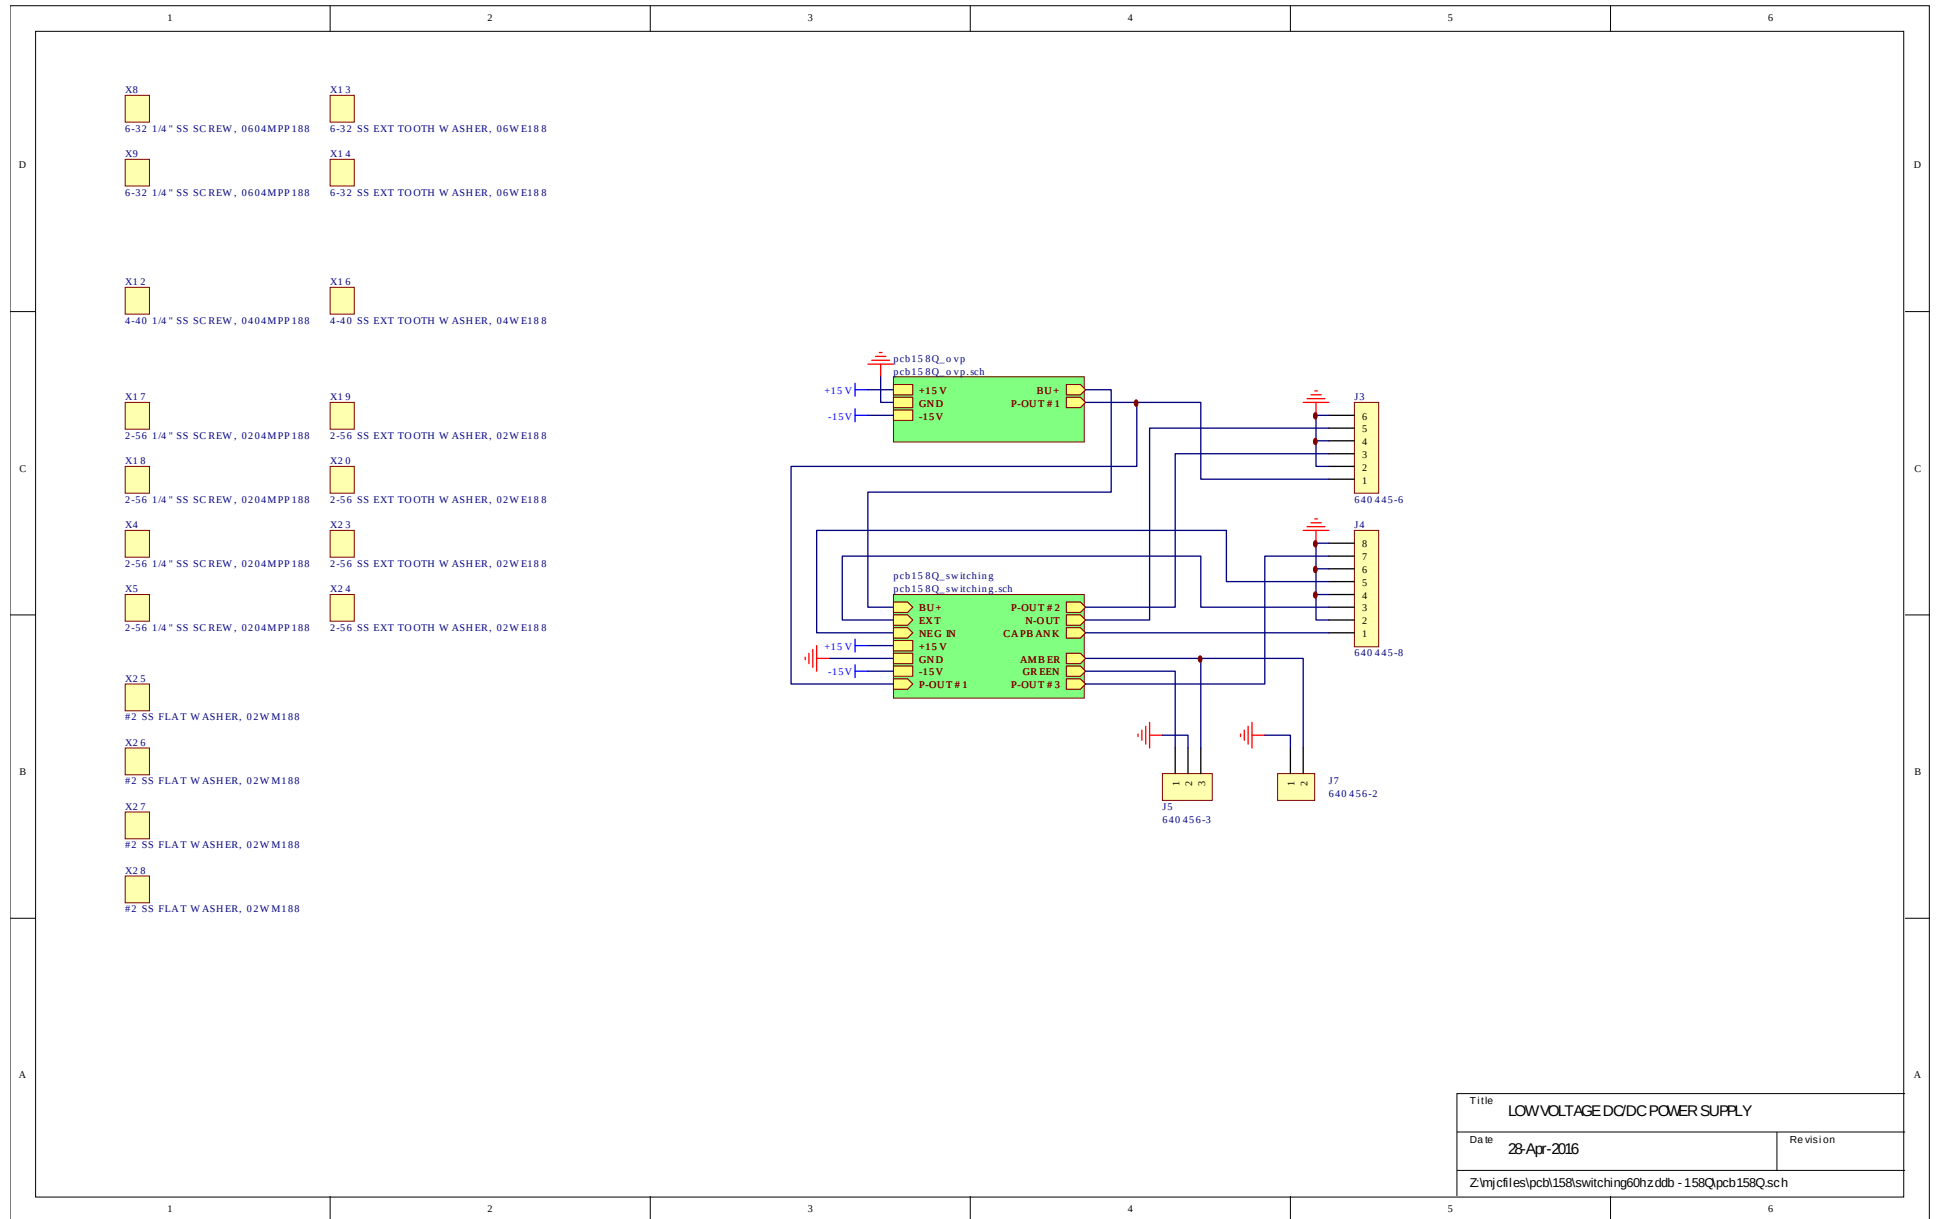 1 2 3 4 5 6
D D
C C
B B
A A
X8
6-32 1/4" SS SCREW, 0604MPP188
X13
6-32 SS EXT TOOTH WASHER, 06WE188
X9
6-32 1/4" SS SCREW, 0604MPP188
X14
6-32 SS EXT TOOTH WASHER, 06WE188
X12
4-40 1/4" SS SCREW, 0404MPP188
X16
4-40 SS EXT TOOTH WASHER, 04WE188
X17
2-56 1/4" SS SCREW, 0204MPP188
X19
2-56 SS EXT TOOTH WASHER, 02WE188
X18
2-56 1/4" SS SCREW, 0204MPP188
X20
2-56 SS EXT TOOTH WASHER, 02WE188
X4
2-56 1/4" SS SCREW, 0204MPP188
X23
2-56 SS EXT TOOTH WASHER, 02WE188
X5
2-56 1/4" SS SCREW, 0204MPP188
X24
2-56 SS EXT TOOTH WASHER, 02WE188
X25
#2 SS FLAT WASHER, 02WM188
X26
#2 SS FLAT WASHER, 02WM188
X27
#2 SS FLAT WASHER, 02WM188
X28
#2 SS FLAT WASHER, 02WM188
pcb158Q_ovp
pcb158Q_ovp.sch
+15V +15V BU+
GND P-OUT#1
-15V -15V
J3
6
5
4
3
2
1
640445-6
J4
8
7
6
5
4
3
2
1
640445-8
pcb158Q_switching
pcb158Q_switching.sch
BU+ P-OUT#2
EXT N-OUT
NEG IN CAPBANK
+15V +15V
GND AMBER
-15V -15V GREEN
P-OUT#1 P-OUT#3
1 2 3
J5
640456-3
1 2
J7
640456-2
Title LOW VOLTAGE DC/DC POWER SUPPLY
Date 28-Apr-2016 Revision
Z:\mjcfiles\pcb\158\switching60hz.ddb - 158Q\pcb158Q.sch
1 2 3 4 5 6